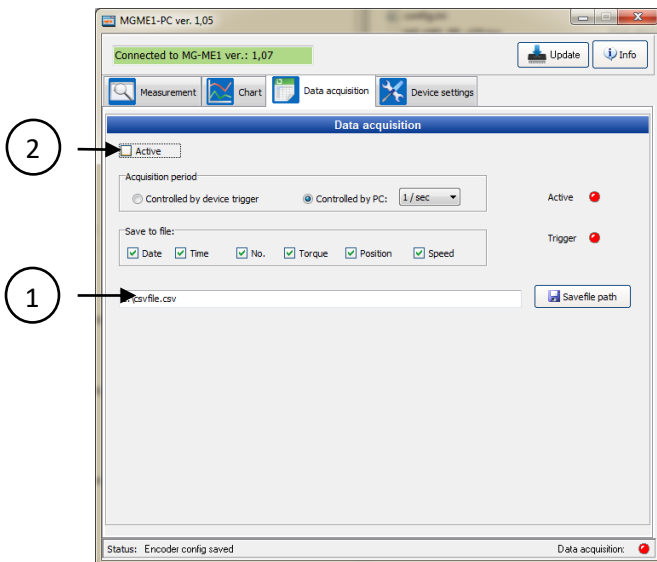 MGME1-PC ver. 1,05
Connected to MG-ME1 ver.: 1,07
Update
Info
Measurement
Chart
Data acquisition
Device settings
Data acquisition
2
Active
Acquisition period
Controlled by device trigger
Controlled by PC:
1 / sec
Active
Save to file:
Trigger
Date
Time
No.
Torque
Position
Speed
1
\csvfile.csv
Savefile path
Status: Encoder config saved
Data acquisition: